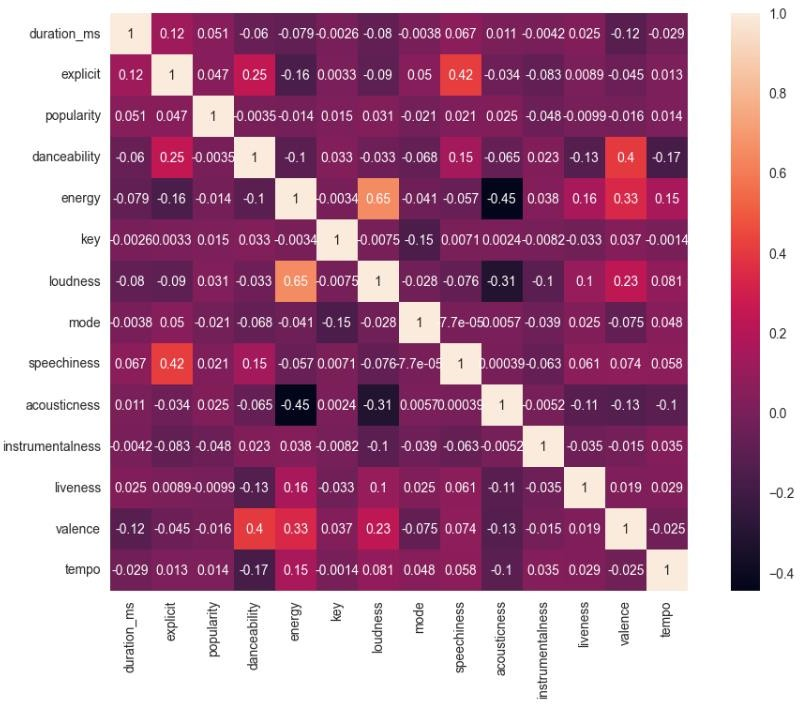 duration_ms 1 0.12 0.051 -0.06 -0.079 -0.0026 -0.08 -0.0038 0.067 0.011 -0.0042 0.025 -0.12 -0.029
explicit 0.12 1 0.047 0.25 -0.16 0.0033 -0.09 0.05 0.42 -0.034 -0.083 0.0089 -0.045 0.013
popularity 0.051 0.047 1 -0.0035 -0.014 0.015 0.031 -0.021 0.021 0.025 -0.048 -0.0099 -0.016 0.014
danceability -0.06 0.25 -0.0035 1 -0.1 0.033 -0.033 -0.068 0.15 -0.065 0.023 -0.13 0.4 -0.17
energy -0.079 -0.16 -0.014 -0.1 1 -0.0034 0.65 -0.041 -0.057 -0.45 0.038 0.16 0.33 0.15
key -0.0026 0.0033 0.015 0.033 -0.0034 1 -0.0075 -0.15 0.0071 0.0024 -0.0082 -0.033 0.037 -0.0014
loudness -0.08 -0.09 0.031 -0.033 0.65 -0.0075 1 -0.028 -0.076 -0.31 -0.1 0.1 0.23 0.081
mode -0.0038 0.05 -0.021 -0.068 -0.041 -0.15 -0.028 1 -7.7e-05 0.0057 -0.039 0.025 -0.075 0.048
speechiness 0.067 0.42 0.021 0.15 -0.057 0.0071 -0.076 -7.7e-05 1 0.00039 -0.063 0.061 0.074 0.058
acousticness 0.011 -0.034 0.025 -0.065 -0.45 0.0024 -0.31 0.0057 0.00039 1 -0.0052 -0.11 -0.13 -0.1
instrumentalness -0.0042 -0.083 -0.048 0.023 0.038 -0.0082 -0.1 -0.039 -0.063 -0.0052 1 -0.035 -0.015 0.035
liveness 0.025 0.0089 -0.0099 -0.13 0.16 -0.033 0.1 0.025 0.061 -0.11 -0.035 1 0.019 0.029
valence -0.12 -0.045 -0.016 0.4 0.33 0.037 0.23 -0.075 0.074 -0.13 -0.015 0.019 1 -0.025
tempo -0.029 0.013 0.014 -0.17 0.15 -0.0014 0.081 0.048 0.058 -0.1 0.035 0.029 -0.025 1
duration_ms
explicit
popularity
danceability
energy
key
loudness
mode
speechiness
acousticness
instrumentalness
liveness
valence
tempo
1.0
0.8
0.6
0.4
0.2
0.0
−0.2
−0.4